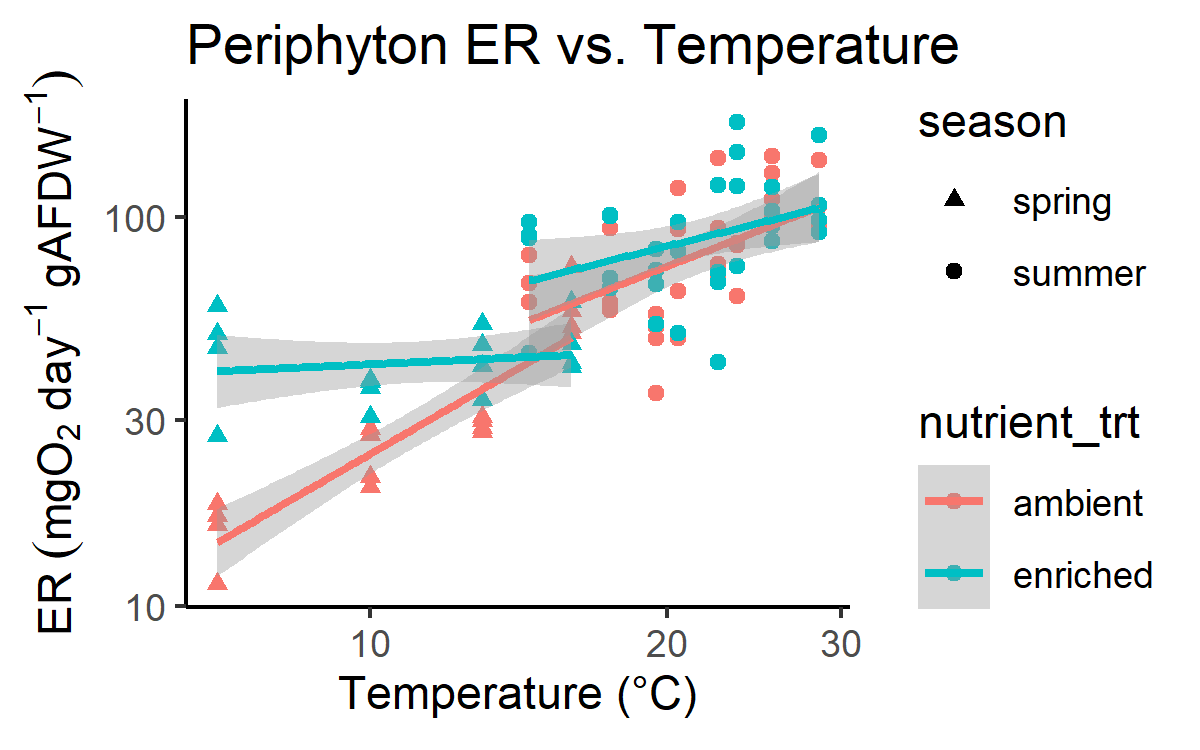 Periphyton ER vs. Temperature
ER (mgO₂ day⁻¹ gAFDW⁻¹)
100
30
10
10 20 30
Temperature (°C)
season
spring
summer
nutrient_trt
ambient
enriched